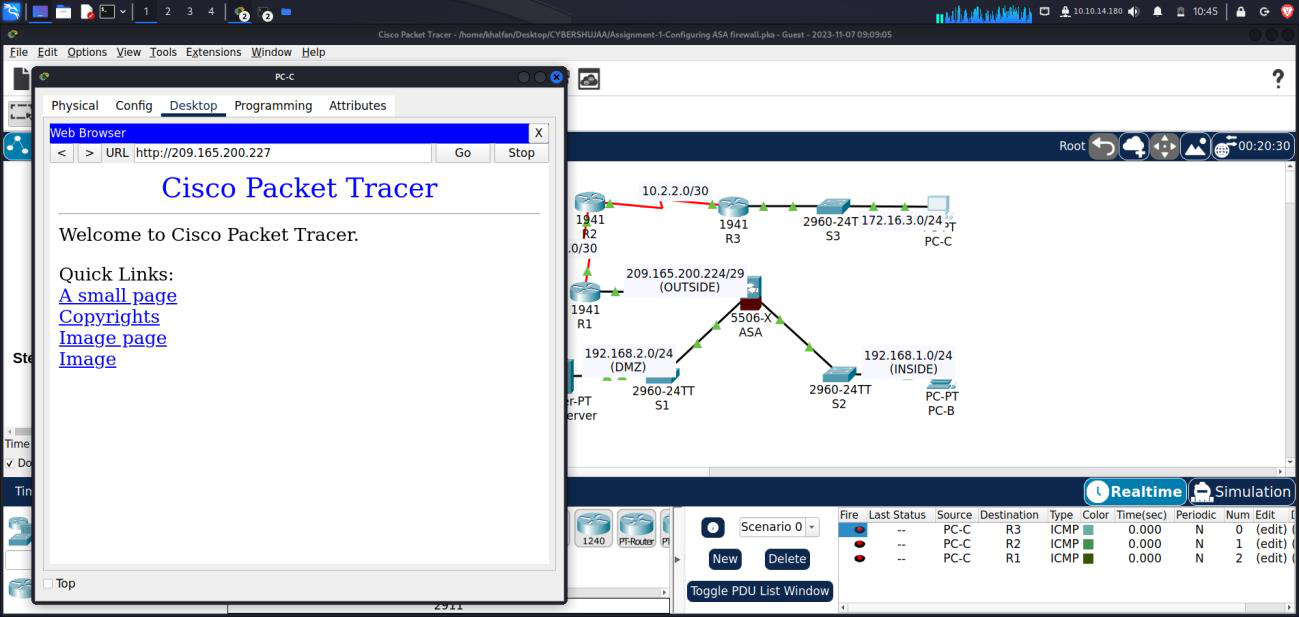 1 2 3 4 2 2 10.10.14.180 10:45
Cisco Packet Tracer - /home/khalfan/Desktop/CYBERSHUJAA/Assignment-1-Configuring ASA firewall.pka - Guest - 2023-11-07 09:09:05
File Edit Options View Tools Extensions Window Help
PC-C
?
Physical Config Desktop Programming Attributes
Web Browser X
< > URL http://209.165.200.227 Go Stop
Root 00:20:30
Cisco Packet Tracer
Welcome to Cisco Packet Tracer.
Quick Links:
A small page
Copyrights
Image page
Image
Top
10.2.2.0/30
1941
R2
1941
R3
2960-24T
S3
172.16.3.0/24
PT
PC-C
.0/30
209.165.200.224/29
(OUTSIDE)
1941
R1
5506-X
ASA
192.168.2.0/24
(DMZ)
192.168.1.0/24
(INSIDE)
er-PT
erver
2960-24TT
S1
2960-24TT
S2
PC-PT
PC-B
Ste
Time
Do
Tin
Realtime Simulation
1240 PT-Router PT
2911
Scenario 0
New Delete
Toggle PDU List Window
Fire Last Status Source Destination Type Color Time(sec) Periodic Num Edit D
-- PC-C R3 ICMP 0.000 N 0 (edit) (
-- PC-C R2 ICMP 0.000 N 1 (edit) (
-- PC-C R1 ICMP 0.000 N 2 (edit) (